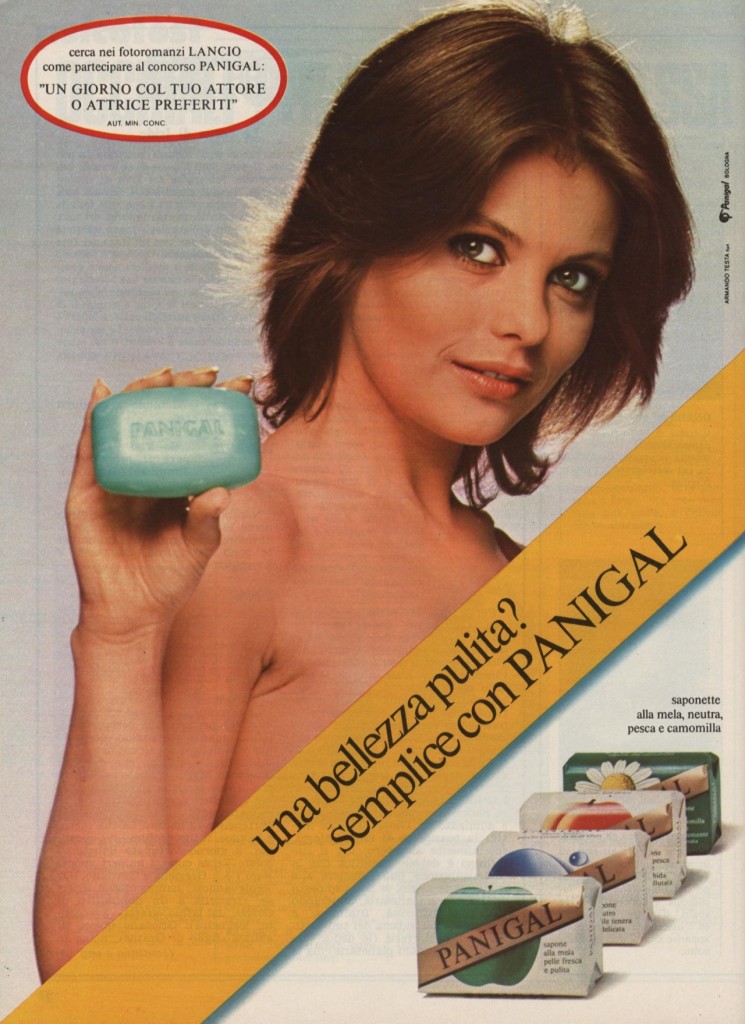 cerca nei fotoromanzi LANCIO
come partecipare al concorso PANIGAL:
"UN GIORNO COL TUO ATTORE
O ATTRICE PREFERITI"
AUT. MIN. CONC.
Panigal BOLOGNA
ARMANDO TESTA
PANIGAL
una bellezza pulita?
semplice con PANIGAL
saponette
alla mela, neutra,
pesca e camomilla
PANIGAL
sapone
alla mela
pelle fresca
e pulita